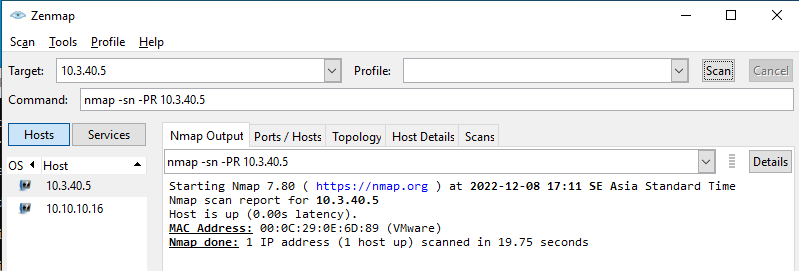 Zenmap
Scan Tools Profile Help
Target: 10.3.40.5 Profile: Scan Cancel
Command: nmap -sn -PR 10.3.40.5
Hosts Services Nmap Output Ports / Hosts Topology Host Details Scans
OS Host nmap -sn -PR 10.3.40.5 Details
10.3.40.5
10.10.10.16
Starting Nmap 7.80 ( https://nmap.org ) at 2022-12-08 17:11 SE Asia Standard Time
Nmap scan report for 10.3.40.5
Host is up (0.00s latency).
MAC Address: 00:0C:29:0E:6D:89 (VMware)
Nmap done: 1 IP address (1 host up) scanned in 19.75 seconds